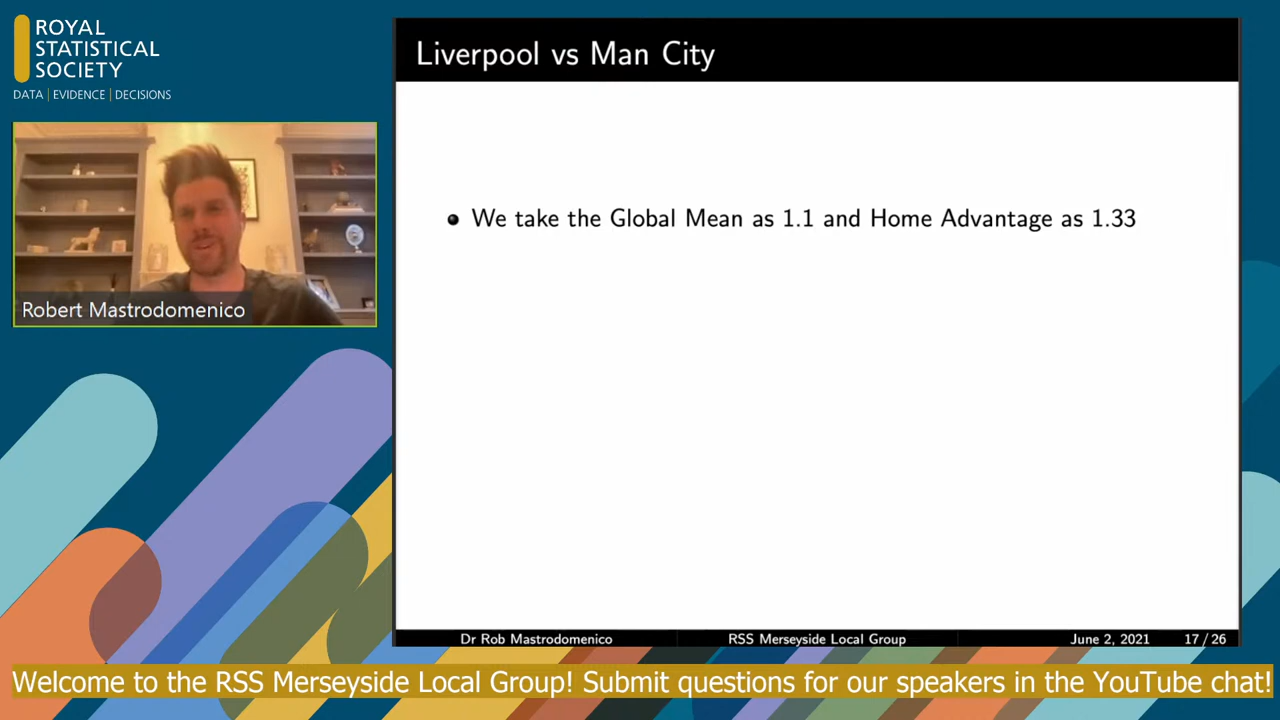 ROYAL
STATISTICAL
SOCIETY
DATA | EVIDENCE | DECISIONS
Robert Mastrodomenico
Liverpool vs Man City
We take the Global Mean as 1.1 and Home Advantage as 1.33
Dr Rob Mastrodomenico RSS Merseyside Local Group June 2, 2021 17 / 26
Welcome to the RSS Merseyside Local Group! Submit questions for our speakers in the YouTube chat!